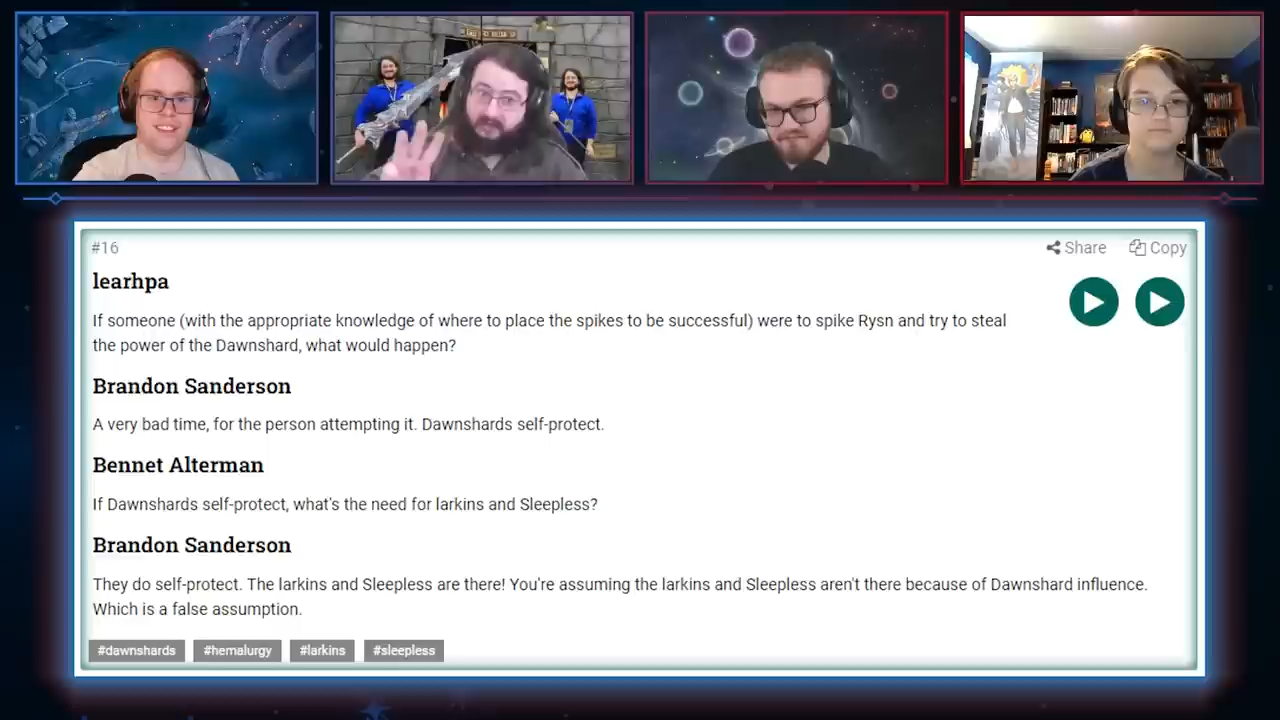 #16
Share
Copy
learhpa
If someone (with the appropriate knowledge of where to place the spikes to be successful) were to spike Rysn and try to steal
the power of the Dawnshard, what would happen?
Brandon Sanderson
A very bad time, for the person attempting it. Dawnshards self-protect.
Bennet Alterman
If Dawnshards self-protect, what's the need for larkins and Sleepless?
Brandon Sanderson
They do self-protect. The larkins and Sleepless are there! You're assuming the larkins and Sleepless aren't there because of Dawnshard influence.
Which is a false assumption.
#dawnshards #hemalurgy #larkins #sleepless